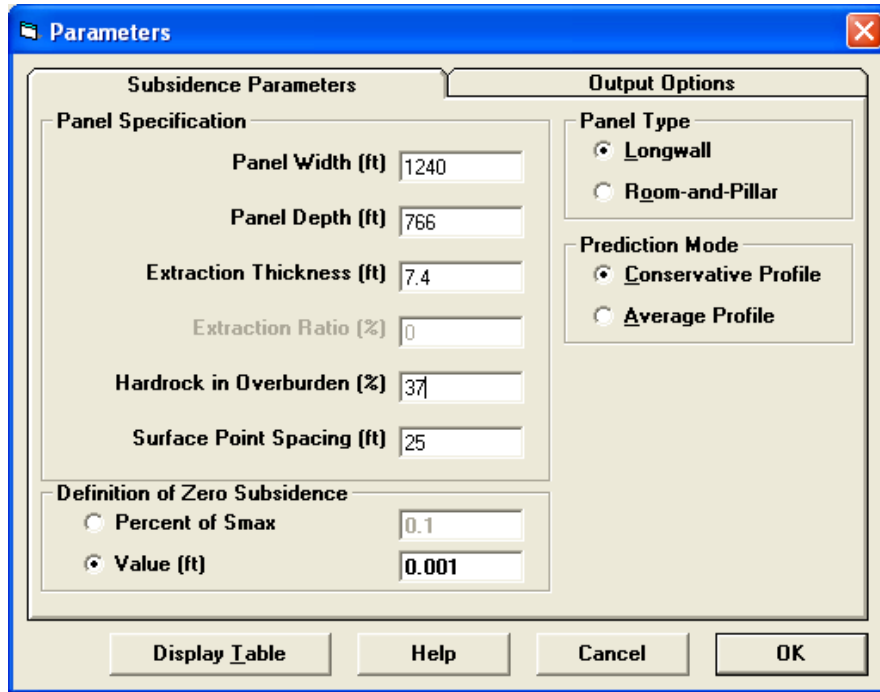 Parameters
Subsidence Parameters
Output Options
Panel Specification
Panel Width (ft) 1240
Panel Depth (ft) 766
Extraction Thickness (ft) 7.4
Extraction Ratio (%) 0
Hardrock in Overburden (%) 37
Surface Point Spacing (ft) 25
Definition of Zero Subsidence
Percent of Smax 0.1
Value (ft) 0.001
Panel Type
Longwall
Room-and-Pillar
Prediction Mode
Conservative Profile
Average Profile
Display Table
Help
Cancel
OK